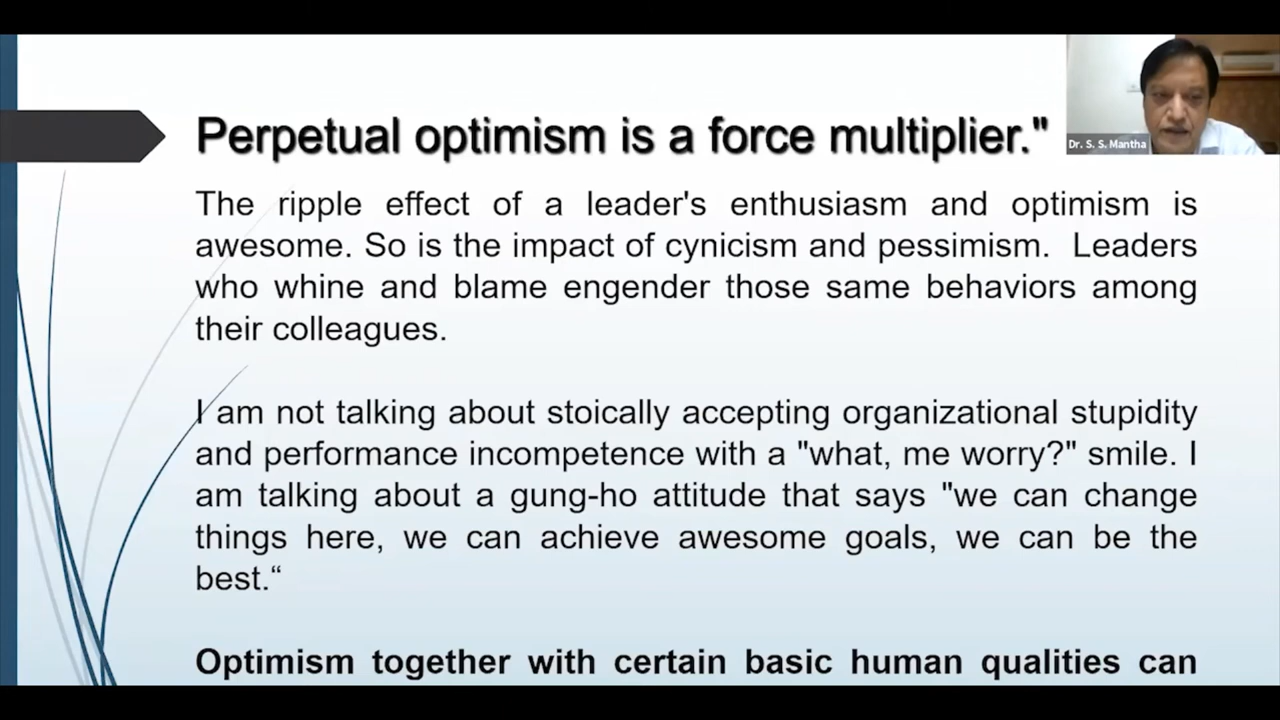 Perpetual optimism is a force multiplier."
Dr. S. S. Mantha
The ripple effect of a leader's enthusiasm and optimism is
awesome. So is the impact of cynicism and pessimism.  Leaders
who whine and blame engender those same behaviors among
their colleagues.
I am not talking about stoically accepting organizational stupidity
and performance incompetence with a "what, me worry?" smile. I
am talking about a gung-ho attitude that says "we can change
things here, we can achieve awesome goals, we can be the
best.“
Optimism together with certain basic human qualities can